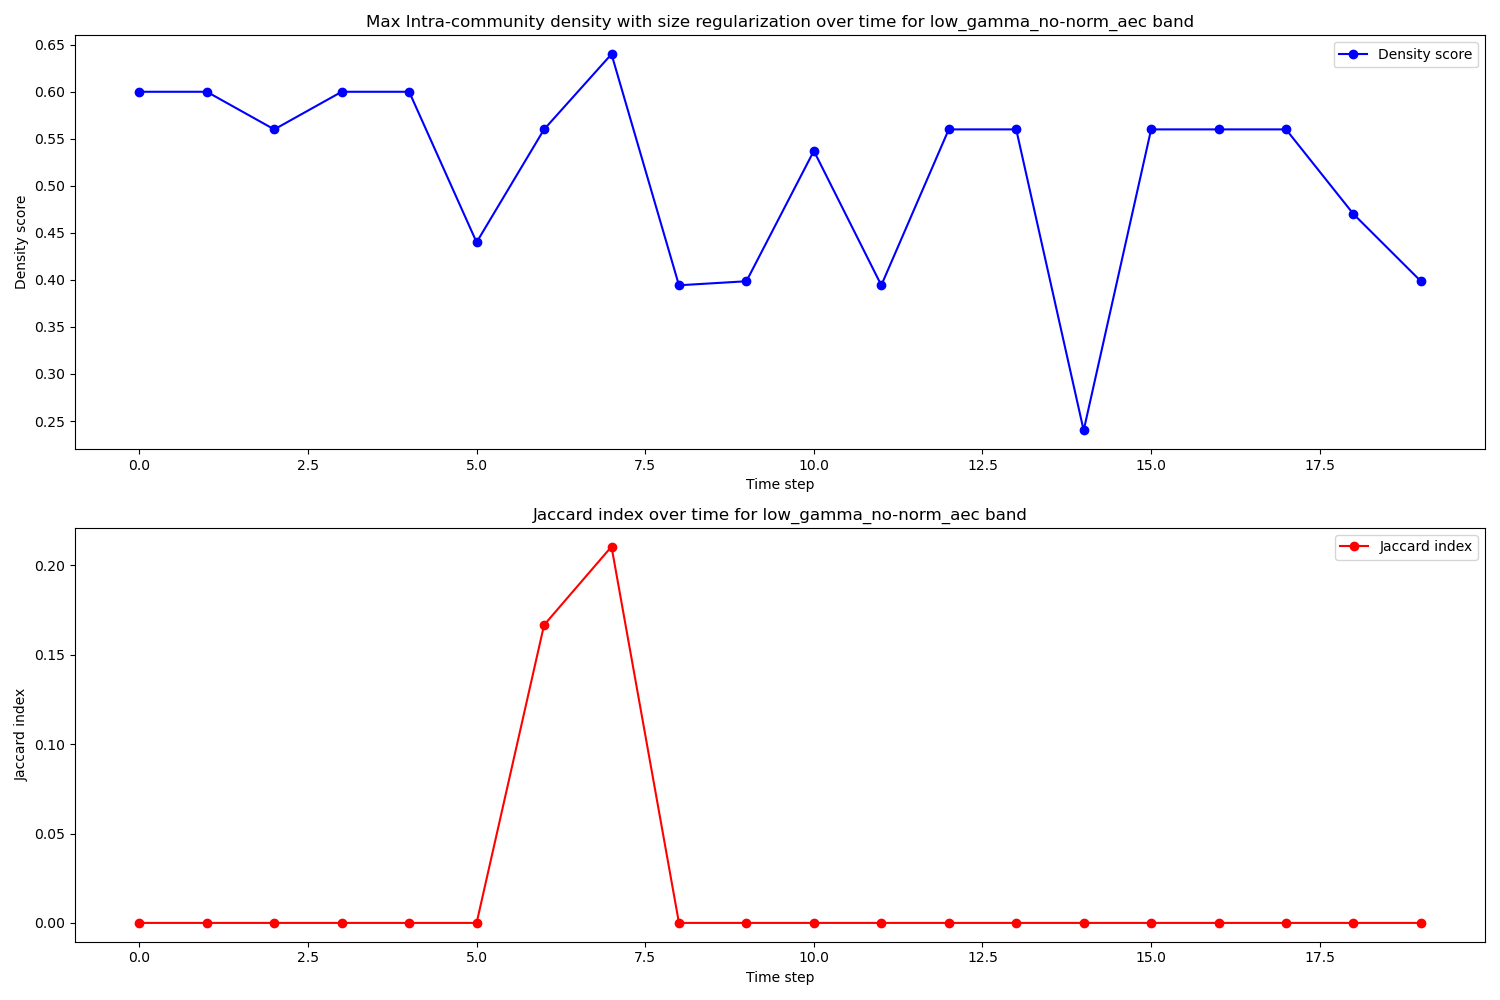 Max Intra-community density with size regularization over time for low_gamma_no-norm_aec band
Density score
0.65
0.60
0.55
0.50
0.45
0.40
0.35
0.30
0.25
Density score
0.0 2.5 5.0 7.5 10.0 12.5 15.0 17.5
Time step
Jaccard index over time for low_gamma_no-norm_aec band
Jaccard index
0.20
0.15
0.10
0.05
0.00
Jaccard index
0.0 2.5 5.0 7.5 10.0 12.5 15.0 17.5
Time step